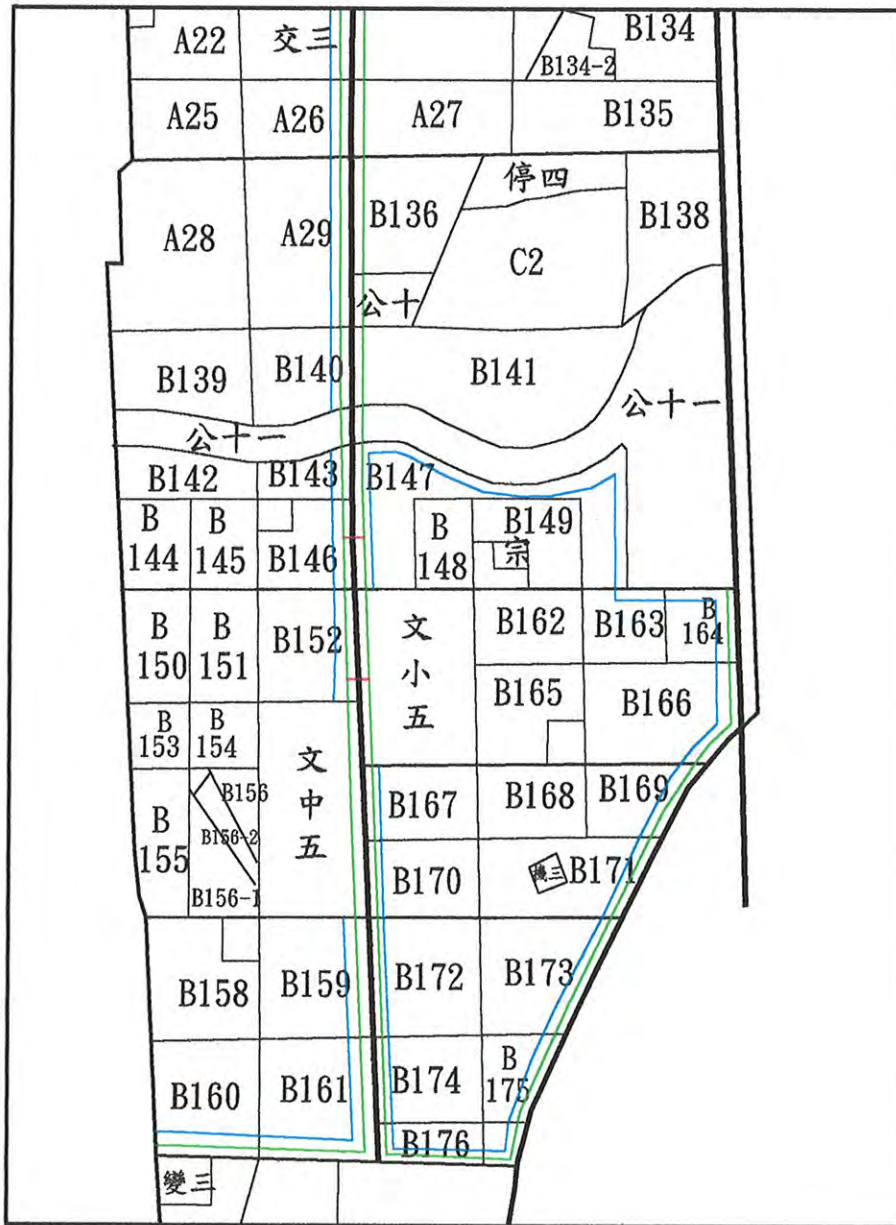 A22
交三
B134
B134-2
A25
A26
A27
B135
A28
A29
B136
停四
C2
B138
公十
B139
B140
B141
公十一
公十一
B142
B143
B147
B
144
B
145
B146
B
148
B149
宗
B
150
B
151
B152
文
小
五
B162
B163
B
164
B165
B166
B
153
B
154
文
中
五
B
155
B156
B156-2
B156-1
B167
B168
B169
B170
機三
B171
B158
B159
B172
B173
B160
B161
B174
B
175
B176
變三